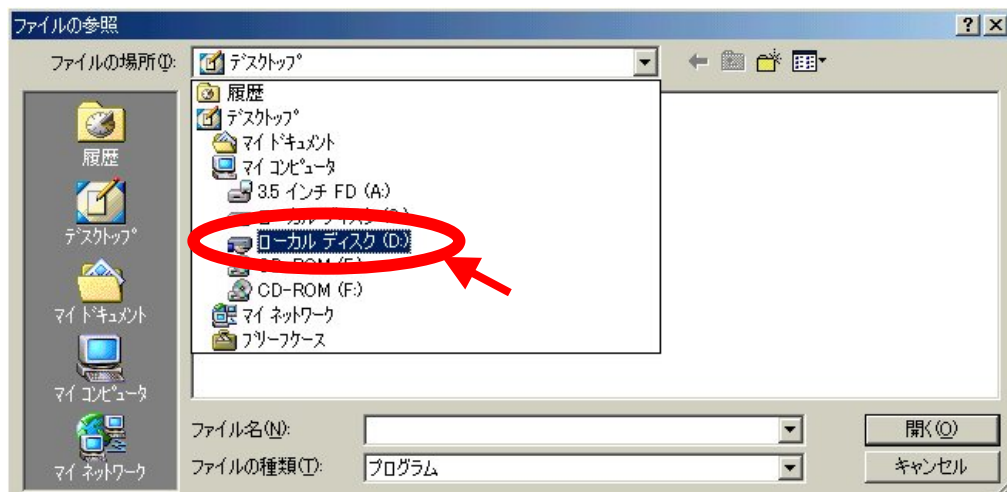 ファイルの参照
ファイルの場所(I):
デスクトップ
履歴
デスクトップ
マイ ドキュメント
マイ コンピュータ
3.5 インチ FD (A:)
ローカル ディスク (D:)
CD-ROM (E:)
CD-ROM (F:)
マイ ネットワーク
ブリーフケース
履歴
デスクトップ
マイ ドキュメント
マイ コンピュータ
マイ ネットワーク
ファイル名(N):
開く(O)
ファイルの種類(T):
プログラム
キャンセル